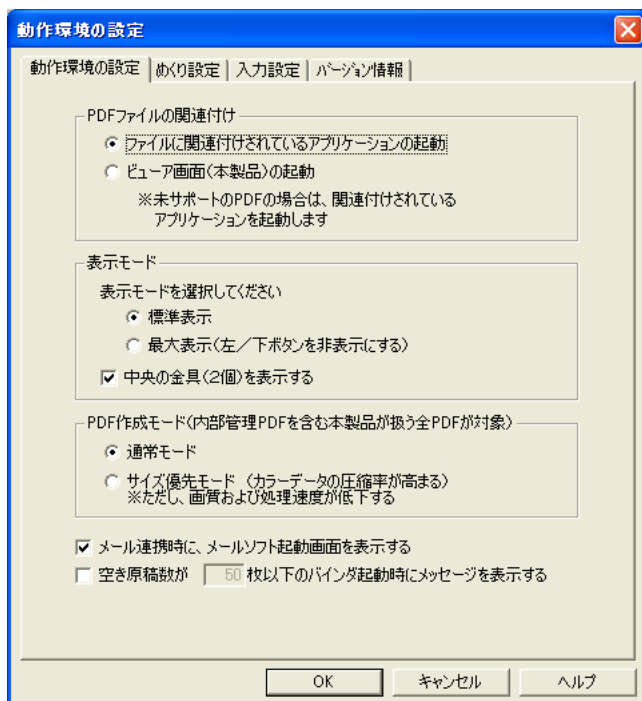 動作環境の設定
動作環境の設定 めくり設定 入力設定 バージョン情報
PDFファイルの関連付け
ファイルに関連付けされているアプリケーションの起動
ビューア画面(本製品)の起動
※未サポートのPDFの場合は、関連付けされている
アプリケーションを起動します
表示モード
表示モードを選択してください
標準表示
最大表示(左/下ボタンを非表示にする)
中央の金具(2個)を表示する
PDF作成モード(内部管理PDFを含む本製品が扱う全PDFが対象)
通常モード
サイズ優先モード (カラーデータの圧縮率が高まる)
※ただし、画質および処理速度が低下する
メール連携時に、メールソフト起動画面を表示する
空き原稿数が 50 枚以下のバインダ起動時にメッセージを表示する
OK キャンセル ヘルプ